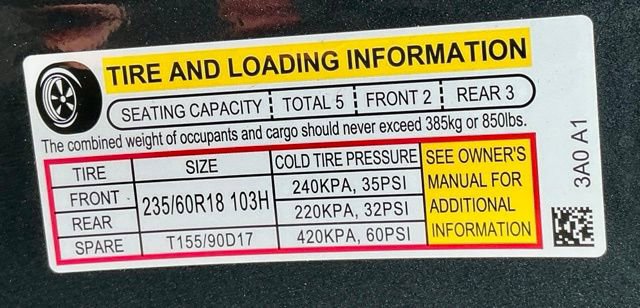 TIRE AND LOADING INFORMATION
SEATING CAPACITY TOTAL 5 FRONT 2 REAR 3
The combined weight of occupants and cargo should never exceed 385kg or 850lbs.
TIRE SIZE COLD TIRE PRESSURE
FRONT 235/60R18 103H 240KPA, 35PSI
REAR 220KPA, 32PSI
SPARE T155/90D17 420KPA, 60PSI
SEE OWNER'S
MANUAL FOR
ADDITIONAL
INFORMATION
3A0 A1